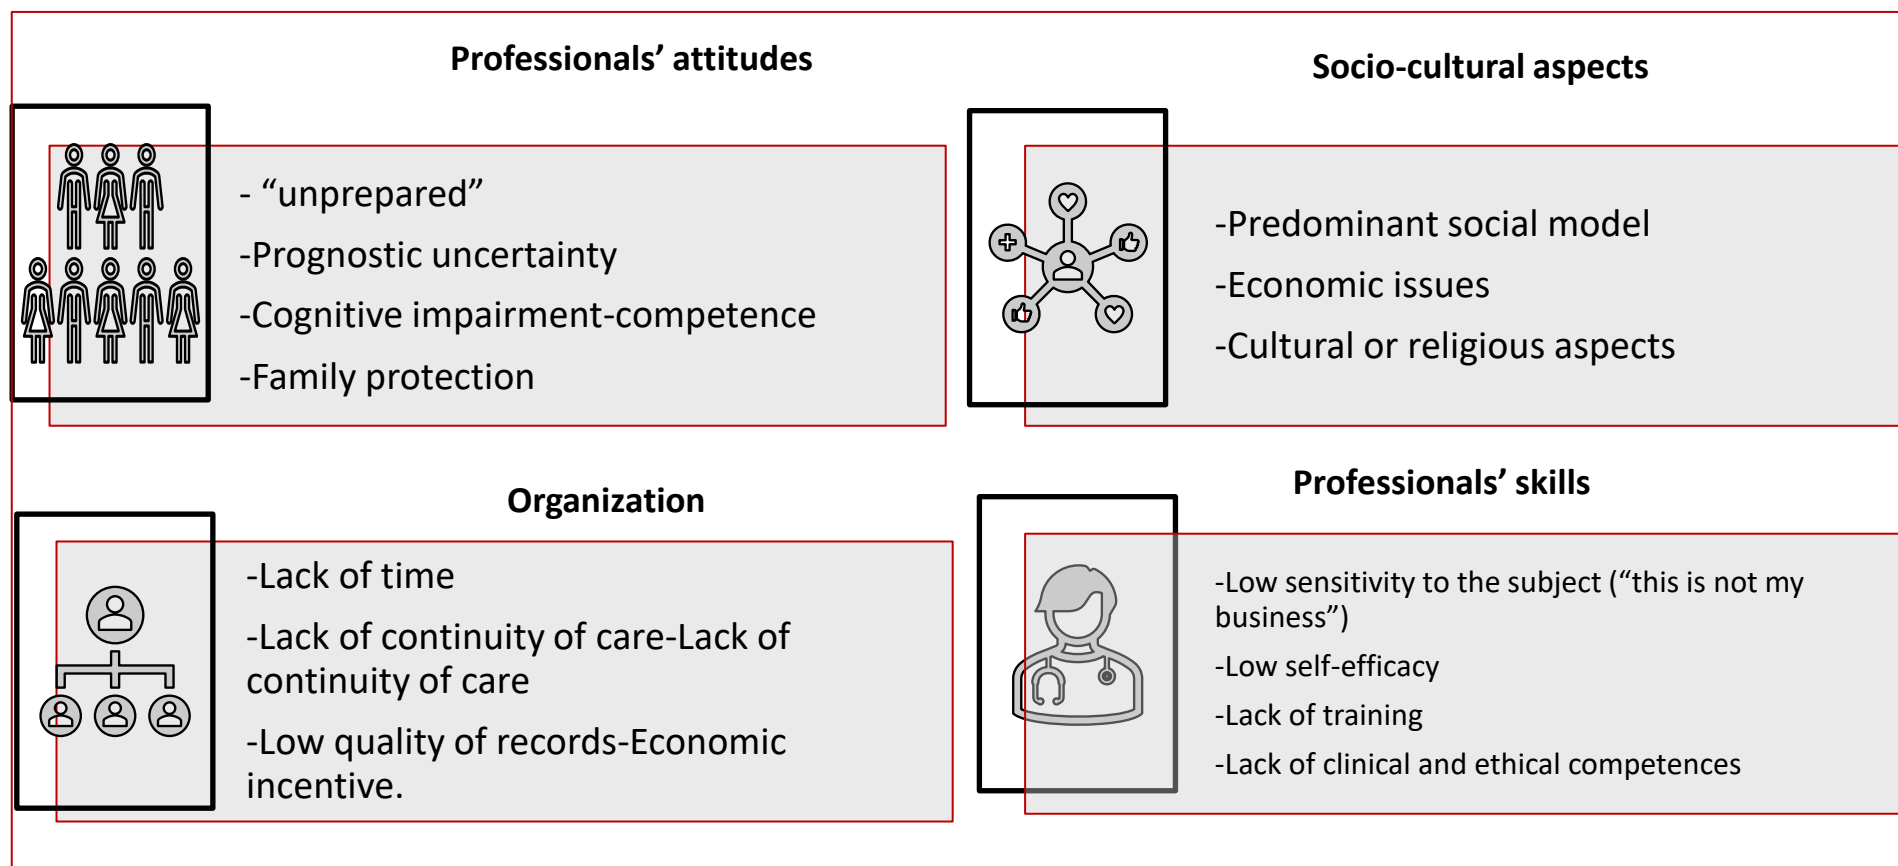 Professionals’ attitudes
- “unprepared”
-Prognostic uncertainty
-Cognitive impairment-competence
-Family protection
Socio-cultural aspects
-Predominant social model
-Economic issues
-Cultural or religious aspects
Organization
-Lack of time
-Lack of continuity of care-Lack of
continuity of care
-Low quality of records-Economic
incentive.
Professionals’ skills
-Low sensitivity to the subject (“this is not my
business”)
-Low self-efficacy
-Lack of training
-Lack of clinical and ethical competences